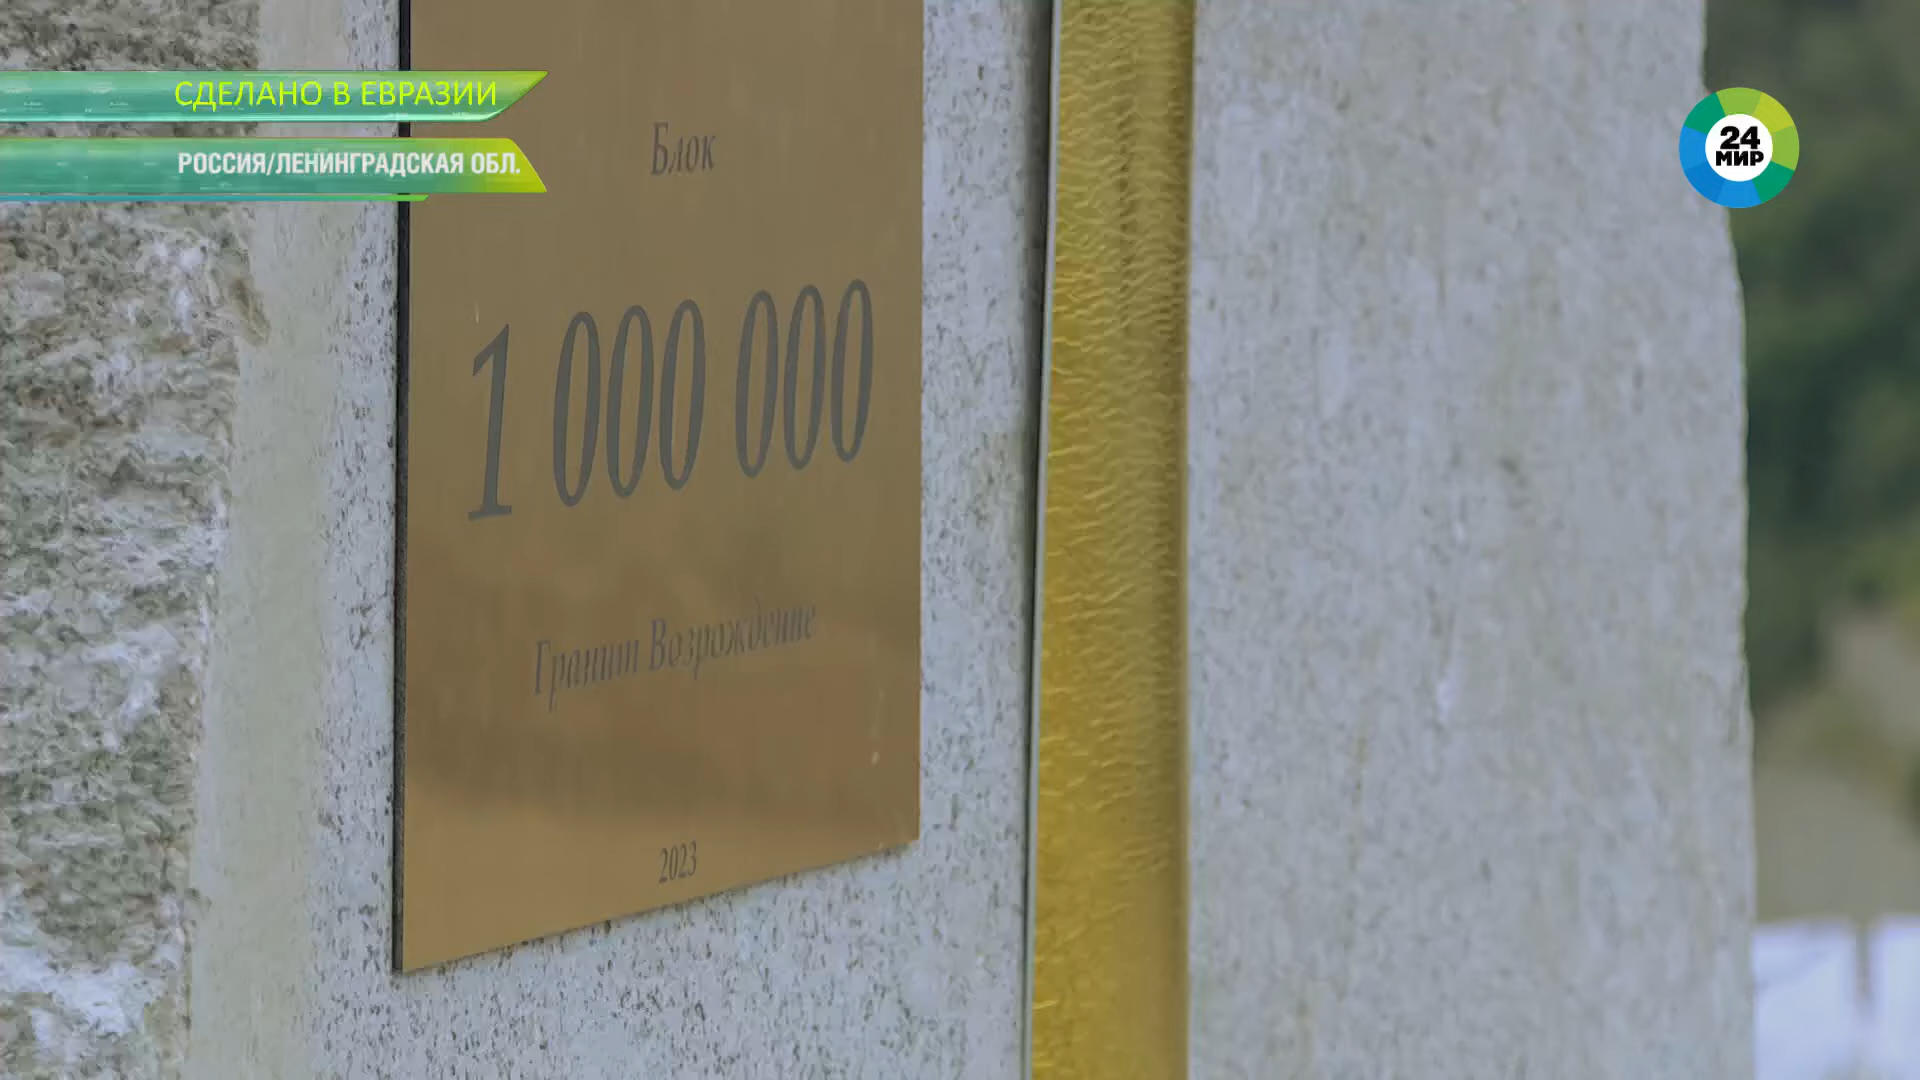 СДЕЛАНО В ЕВРАЗИИ
РОССИЯ/ЛЕНИНГРАДСКАЯ ОБЛ.
24
МИР
Блок
1 000 000
Гранит Возрождение
2023